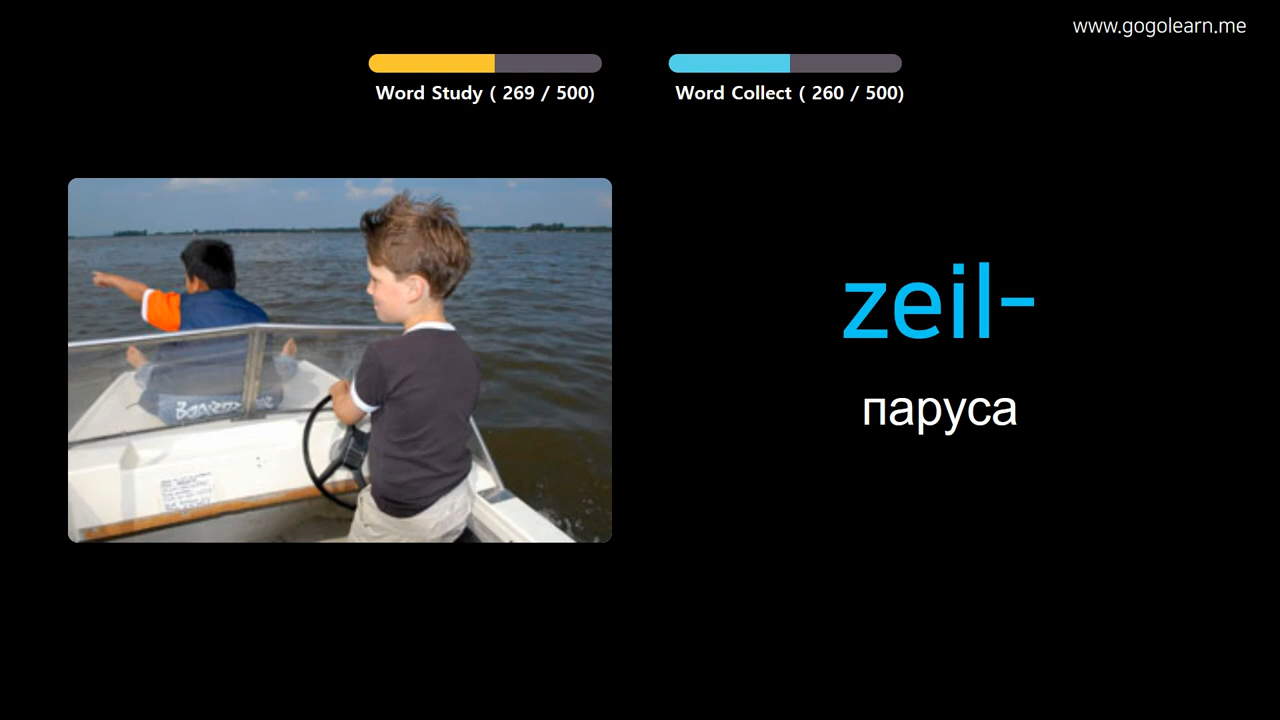 www.gogolearn.me
Word Study ( 269 / 500)
Word Collect ( 260 / 500)
zeil-
паруса